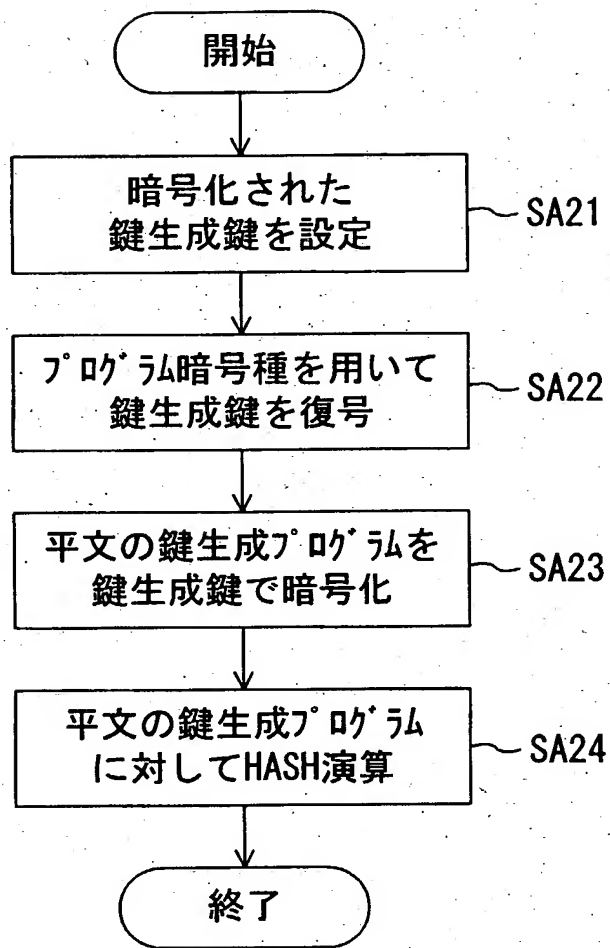 開始
暗号化された
鍵生成鍵を設定
SA21
ﾌﾟﾛｸﾞﾗﾑ暗号種を用いて
鍵生成鍵を復号
SA22
平文の鍵生成ﾌﾟﾛｸﾞﾗﾑを
鍵生成鍵で暗号化
SA23
平文の鍵生成ﾌﾟﾛｸﾞﾗﾑ
に対してHASH演算
SA24
終了